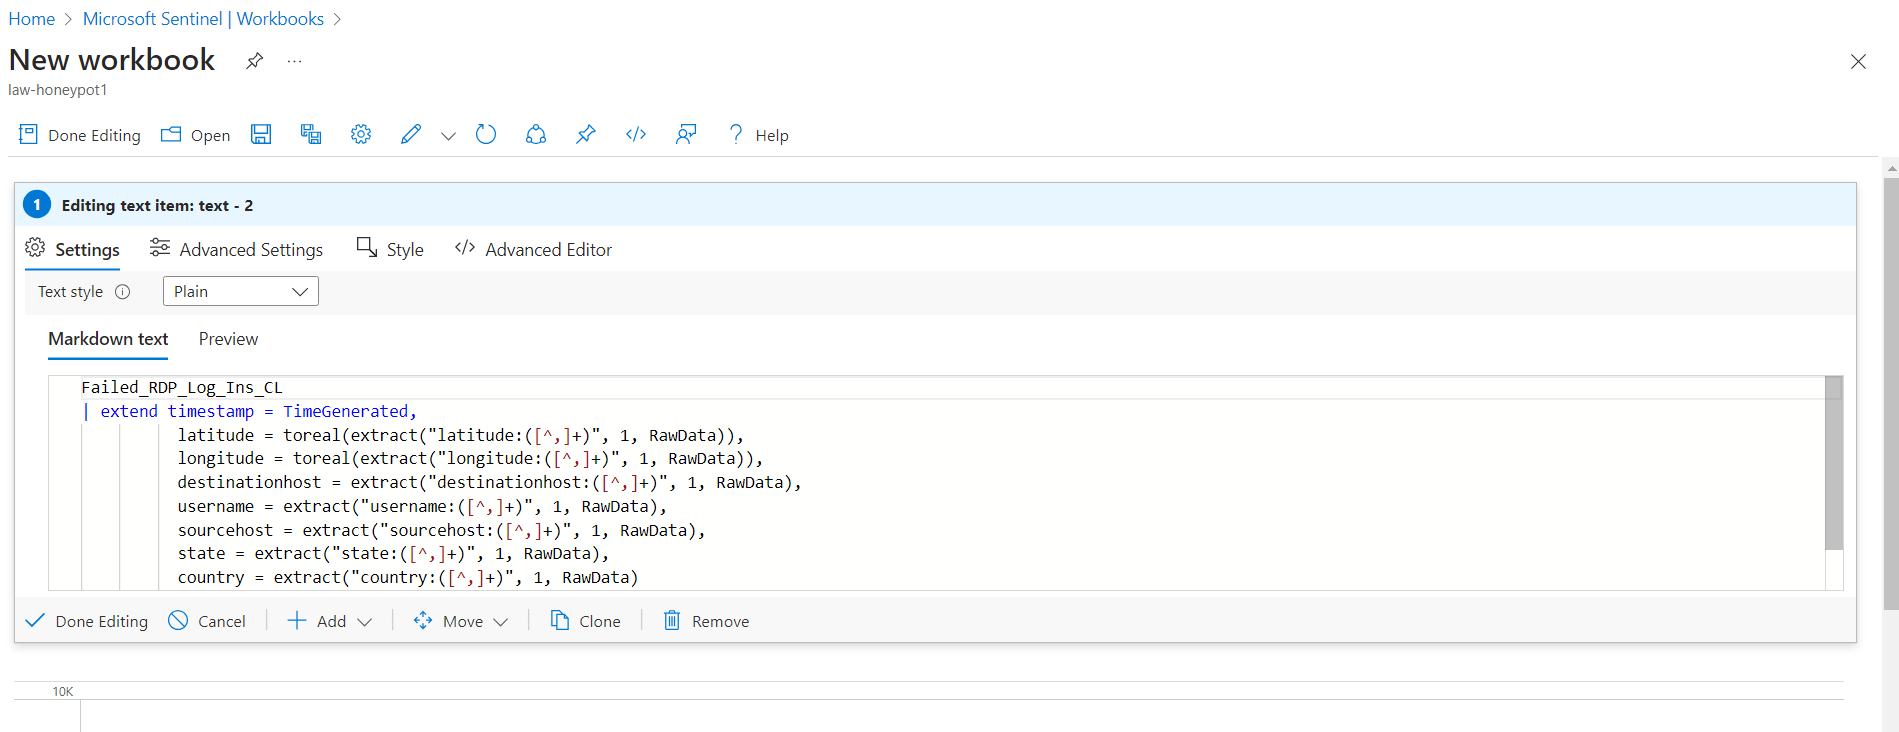 Home > Microsoft Sentinel | Workbooks >
New workbook ...
law-honeypot1
Done Editing Open ? Help
1 Editing text item: text - 2
Settings Advanced Settings Style </> Advanced Editor
Text style Plain
Markdown text Preview
Failed_RDP_Log_Ins_CL
| extend timestamp = TimeGenerated,
latitude = toreal(extract("latitude:([^,]+)", 1, RawData)),
longitude = toreal(extract("longitude:([^,]+)", 1, RawData)),
destinationhost = extract("destinationhost:([^,]+)", 1, RawData),
username = extract("username:([^,]+)", 1, RawData),
sourcehost = extract("sourcehost:([^,]+)", 1, RawData),
state = extract("state:([^,]+)", 1, RawData),
country = extract("country:([^,]+)", 1, RawData)
Done Editing Cancel Add Move Clone Remove
10K